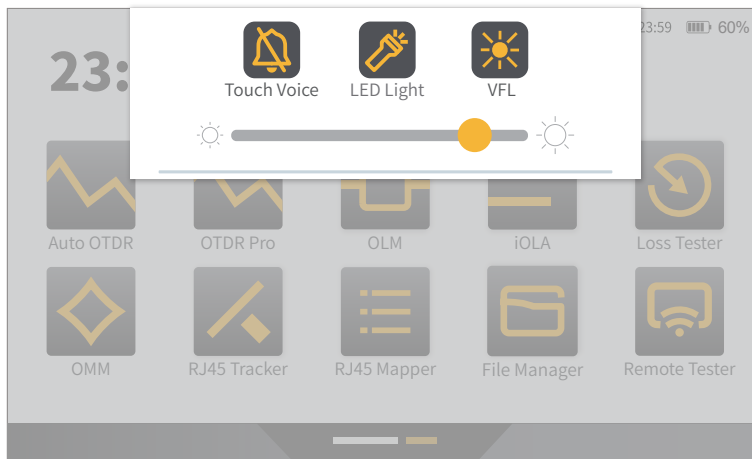 23:59 60%
23:
Touch Voice LED Light VFL
Auto OTDR OTDR Pro OLM iOLA Loss Tester
OMM RJ45 Tracker RJ45 Mapper File Manager Remote Tester